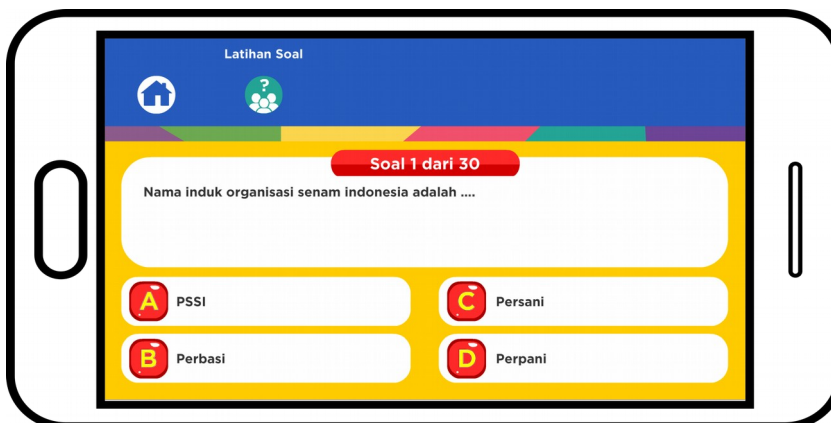 Latihan Soal
?
Soal 1 dari 30
Nama induk organisasi senam indonesia adalah ....
A PSSI
B Perbasi
C Persani
D Perpani